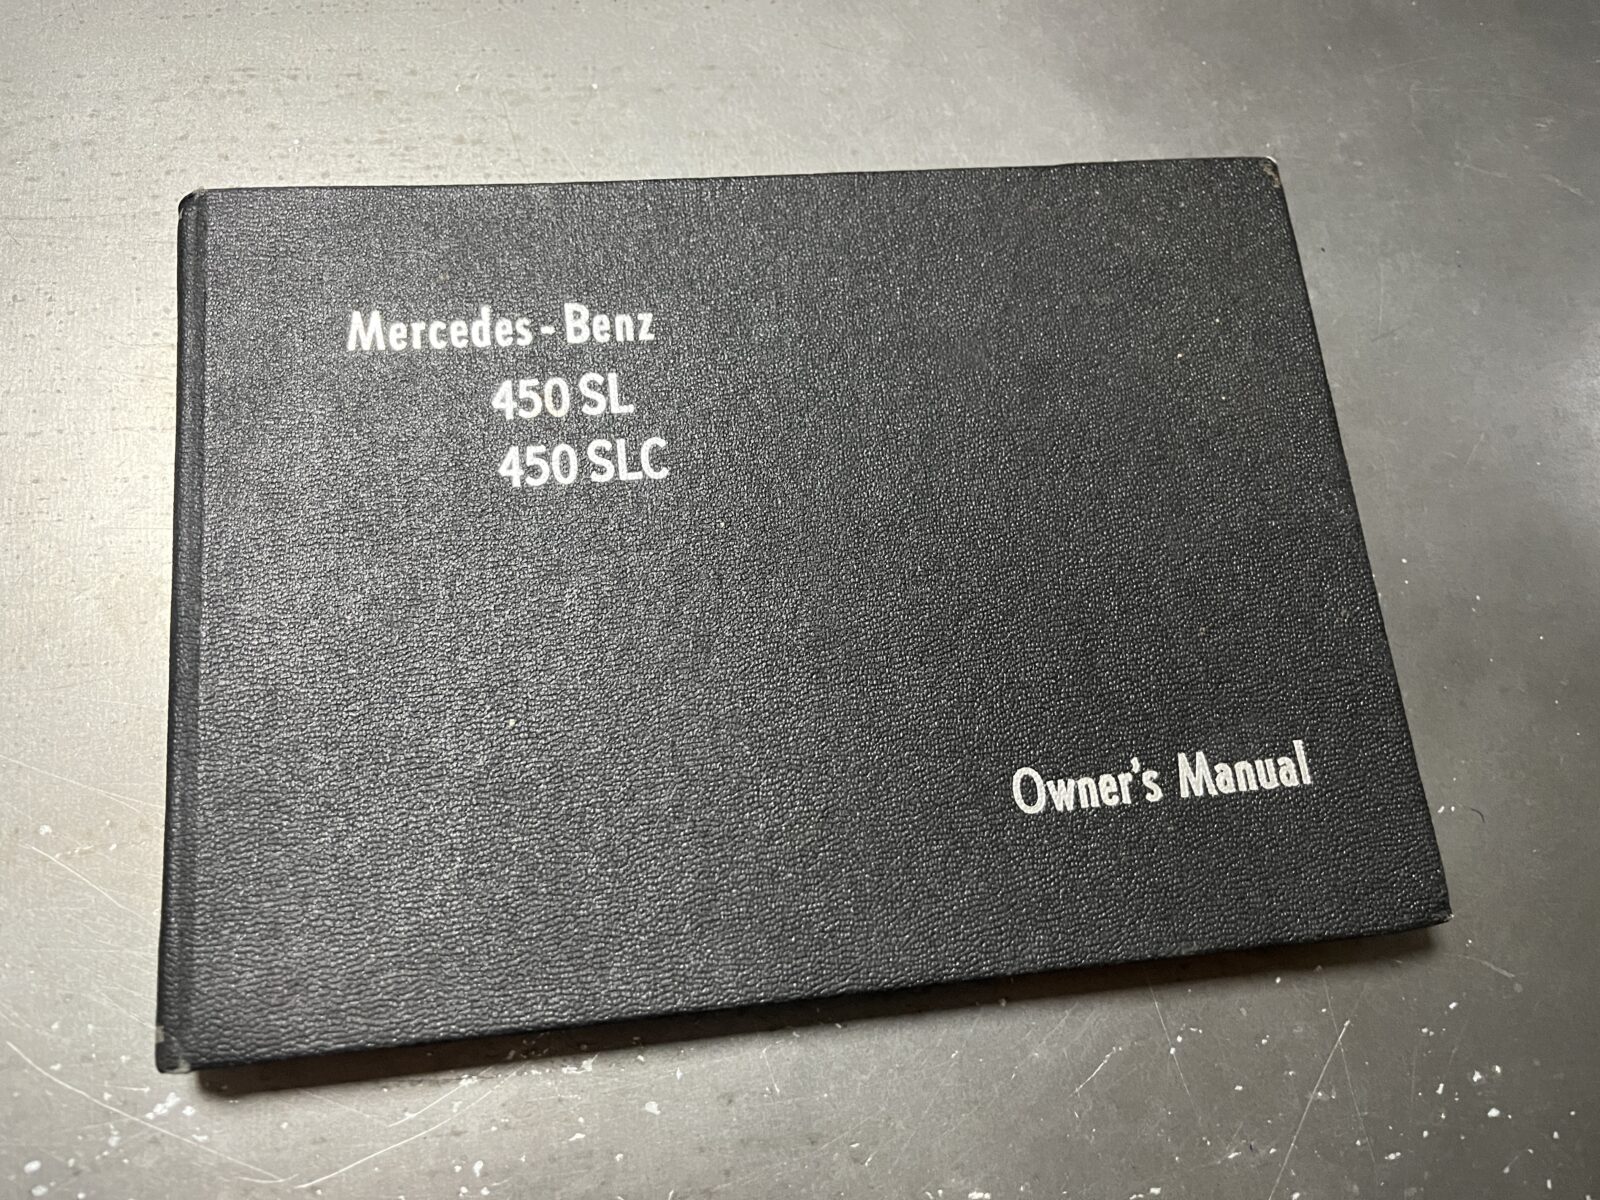 Mercedes-Benz
450 SL
450 SLC
Owner's Manual